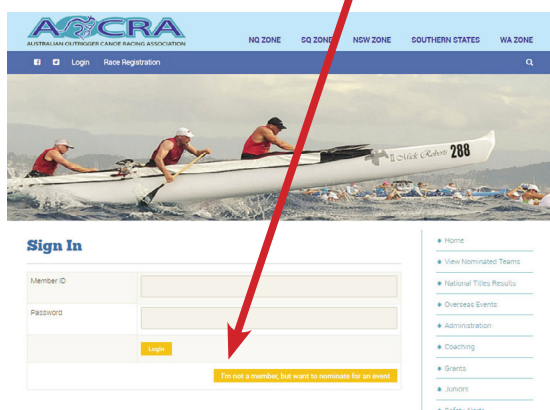 AOCRA
AUSTRALIAN OUTRIGGER CANOE RACING ASSOCIATION
NQ ZONE SQ ZONE NSW ZONE SOUTHERN STATES WA ZONE
Login Race Registration
Mick Roberts 288
Sign In
Member ID
Password
Login
I'm not a member, but want to nominate for an event
Home
View Nominated Teams
National Titles Results
Overseas Events
Administration
Coaching
Grants
Juniors
Safety Alerts